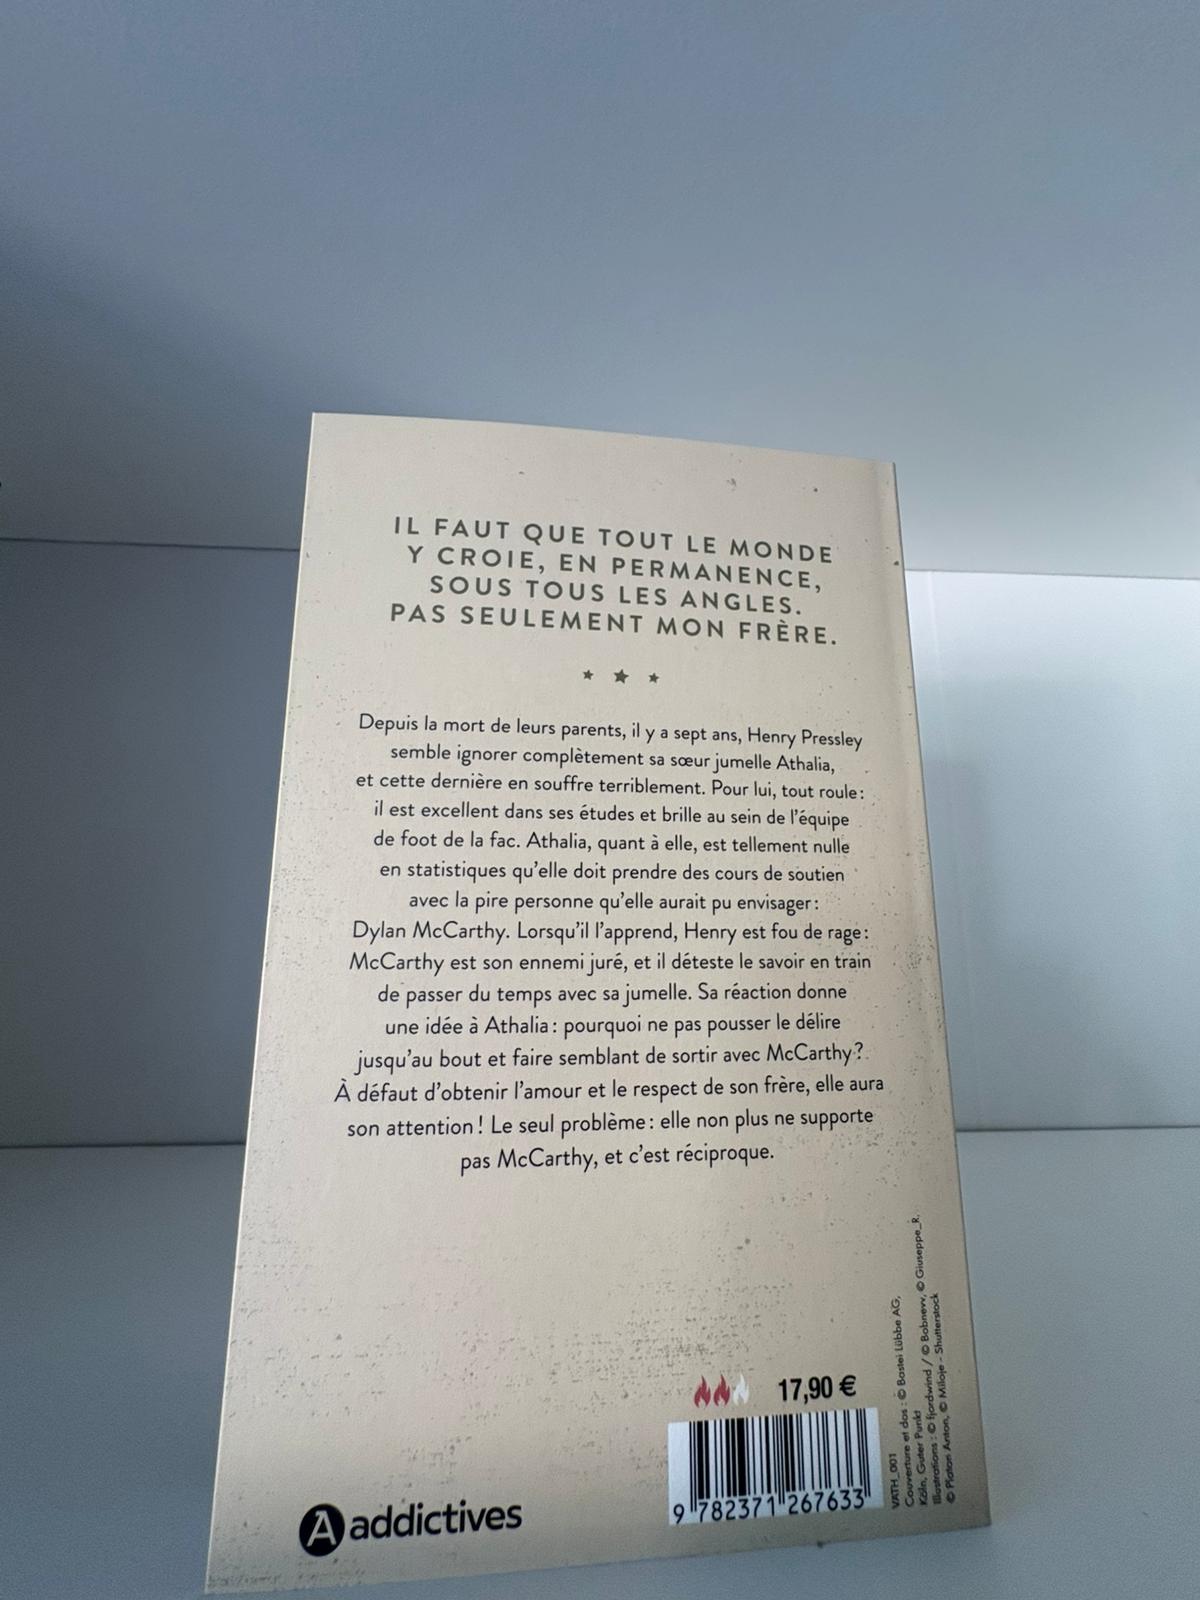 IL FAUT QUE TOUT LE MONDE
Y CROIE, EN PERMANENCE,
SOUS TOUS LES ANGLES.
PAS SEULEMENT MON FRÈRE.
Depuis la mort de leurs parents, il y a sept ans, Henry Pressley
semble ignorer complètement sa sœur jumelle Athalia,
et cette dernière en souffre terriblement. Pour lui, tout roule :
il est excellent dans ses études et brille au sein de l'équipe
de foot de la fac. Athalia, quant à elle, est tellement nulle
en statistiques qu'elle doit prendre des cours de soutien
avec la pire personne qu'elle aurait pu envisager :
Dylan McCarthy. Lorsqu'il l'apprend, Henry est fou de rage :
McCarthy est son ennemi juré, et il déteste le savoir en train
de passer du temps avec sa jumelle. Sa réaction donne
une idée à Athalia : pourquoi ne pas pousser le délire
jusqu'au bout et faire semblant de sortir avec McCarthy ?
À défaut d'obtenir l'amour et le respect de son frère, elle aura
son attention ! Le seul problème : elle non plus ne supporte
pas McCarthy, et c'est réciproque.
17,90 €
9 782371 267633
A addictives
VATH_001
Couverture et dos : © Bastei Lübbe AG,
Köln, Guter Punkt
Illustrations : © fjordwind / © Bobnevv, © Giuseppe_R,
© Platon Anton, © Miloje - Shutterstock